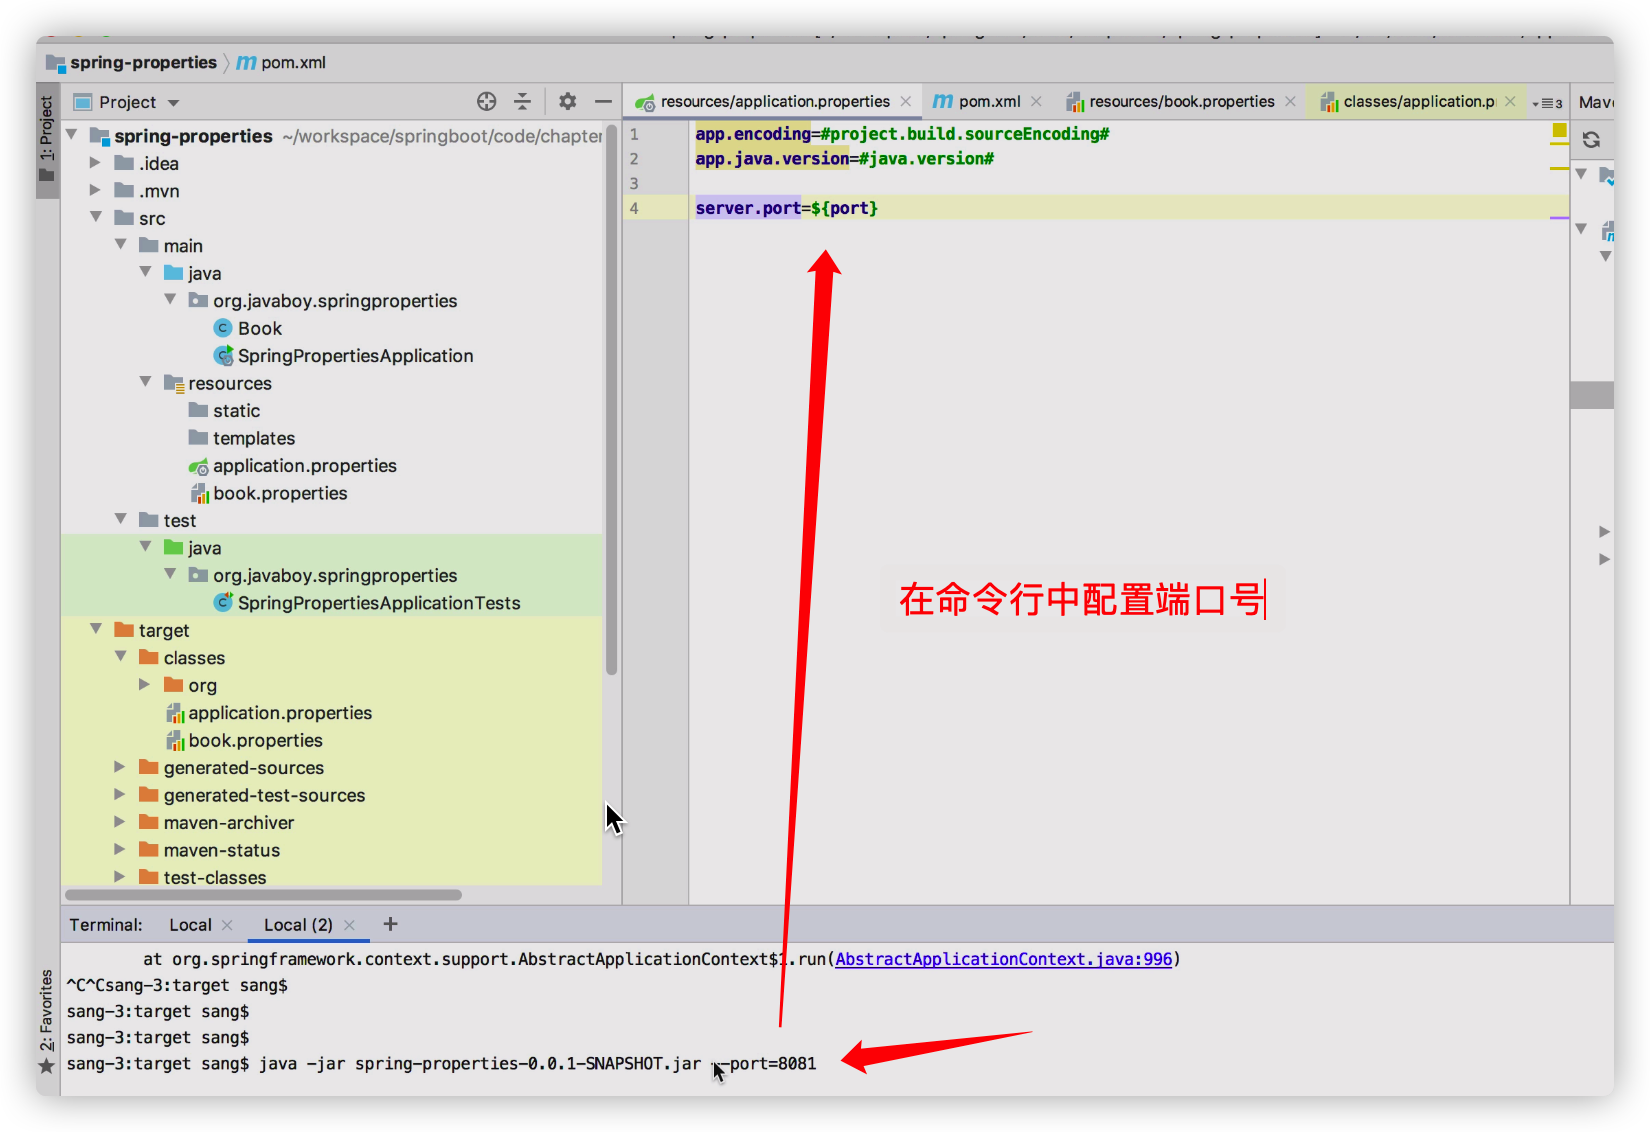 spring-properties 〉 pom.xml
1: Project
Project
resources/application.properties
pom.xml
resources/book.properties
classes/application.p
3
spring-properties ~/workspace/springboot/code/chapter
.idea
.mvn
src
main
java
org.javaboy.springproperties
Book
SpringPropertiesApplication
resources
static
templates
application.properties
book.properties
test
java
org.javaboy.springproperties
SpringPropertiesApplicationTests
target
classes
org
application.properties
book.properties
generated-sources
generated-test-sources
maven-archiver
maven-status
test-classes
1 app.encoding=#project.build.sourceEncoding#
2 app.java.version=#java.version#
3
4 server.port=${port}
在命令行中配置端口号
2: Favorites
Terminal: Local Local (2) +
at org.springframework.context.support.AbstractApplicationContext$1.run(AbstractApplicationContext.java:996)
^C^Csang-3:target sang$
sang-3:target sang$
sang-3:target sang$
sang-3:target sang$ java -jar spring-properties-0.0.1-SNAPSHOT.jar --port=8081